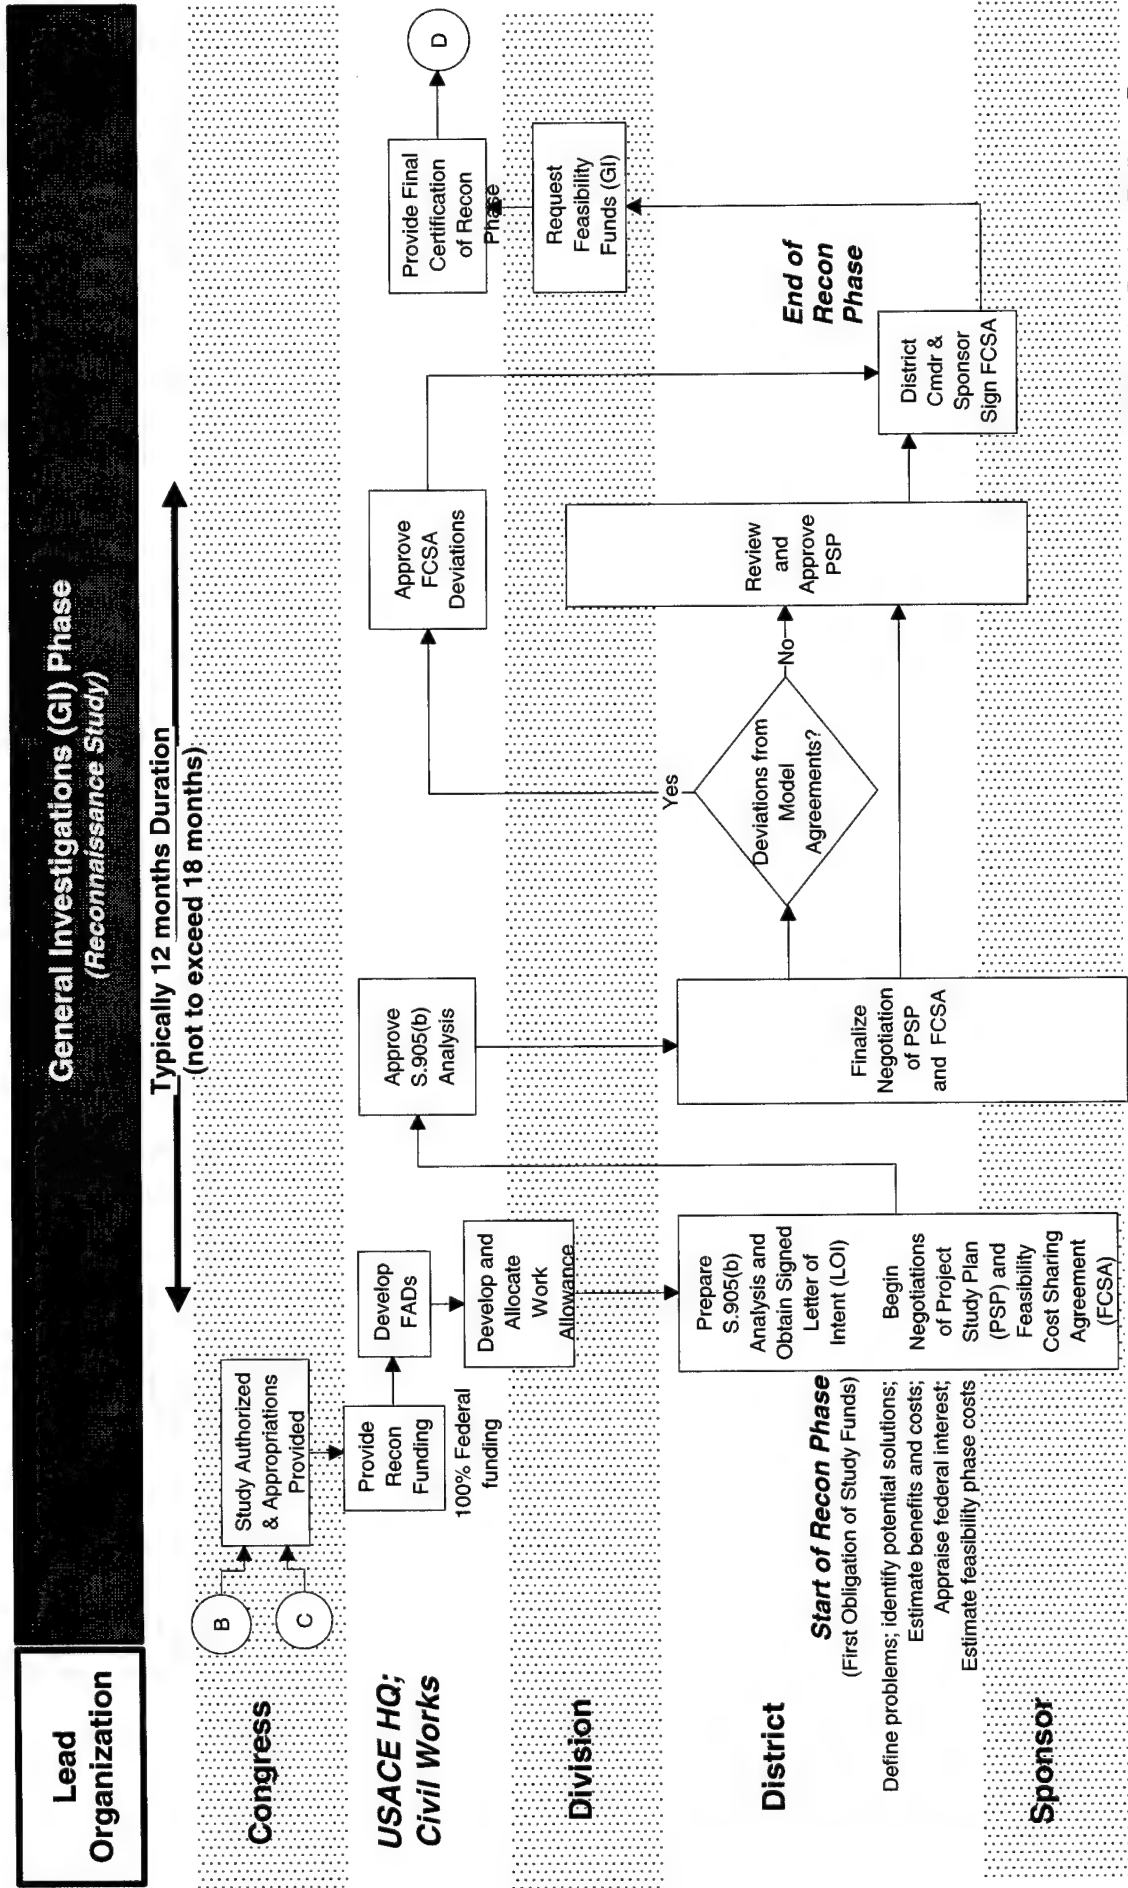 Lead
Organization
General Investigations (GI) Phase
(Reconnaissance Study)
Typically 12 months Duration
(not to exceed 18 months)
Congress
B
C
Study Authorized
& Appropriations
Provided
USACE HQ;
Civil Works
Provide
Recon
Funding
100% Federal
funding
Develop
FADs
Approve
S.905(b)
Analysis
Approve
FCSA
Deviations
Provide Final
Certification
of Recon
Phase
D
Division
Develop and
Allocate
Work
Allowance
Request
Feasibility
Funds (GI)
District
Start of Recon Phase
(First Obligation of Study Funds)
Define problems; identify potential solutions;
Estimate benefits and costs;
Appraise federal interest;
Estimate feasibility phase costs
Prepare
S.905(b)
Analysis and
Obtain Signed
Letter of
Intent (LOI)
Begin
Negotiations
of Project
Study Plan
(PSP) and
Feasibility
Cost Sharing
Agreement
(FCSA)
Finalize
Negotiation
of PSP
and FCSA
Yes
Deviations from
Model
Agreements?
No
Review
and
Approve
PSP
End of
Recon
Phase
District
Cmdr &
Sponsor
Sign FCSA
Sponsor